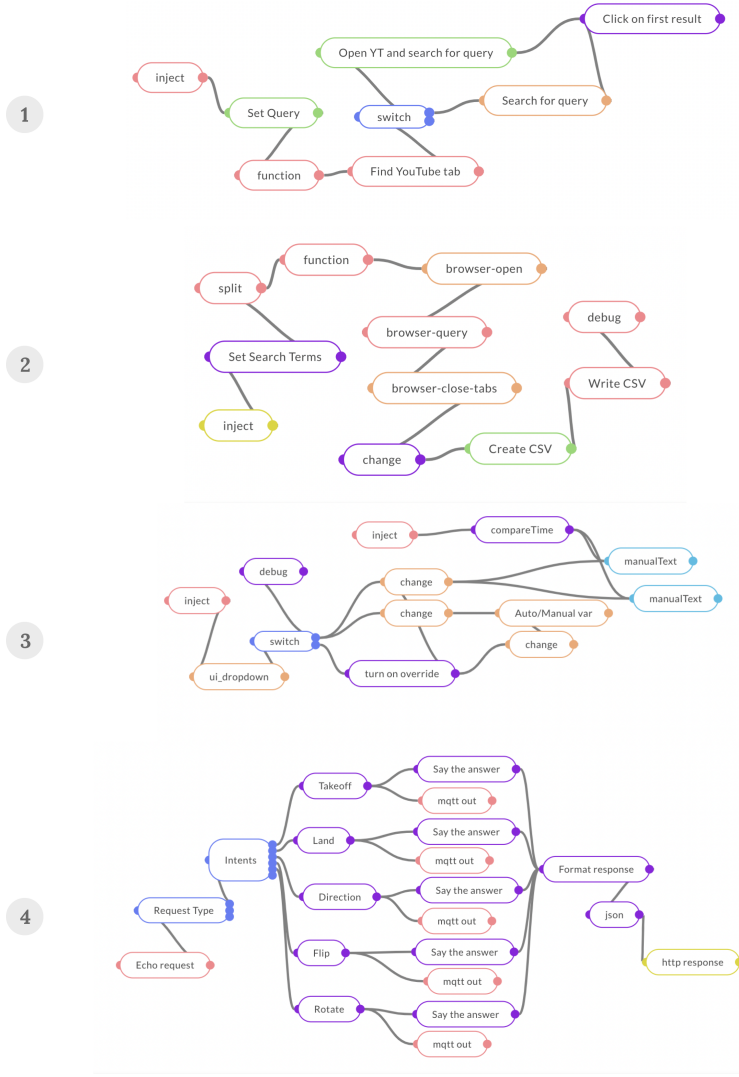 1
inject
Set Query
function
Find YouTube tab
switch
Open YT and search for query
Search for query
Click on first result
2
inject
Set Search Terms
split
function
browser-open
browser-query
browser-close-tabs
change
Create CSV
Write CSV
debug
3
inject
compareTime
manualText
manualText
debug
inject
change
change
Auto/Manual var
switch
change
ui_dropdown
turn on override
4
Echo request
Request Type
Intents
Takeoff
Say the answer
mqtt out
Land
Say the answer
mqtt out
Direction
Say the answer
mqtt out
Flip
Say the answer
mqtt out
Rotate
Say the answer
mqtt out
Format response
json
http response